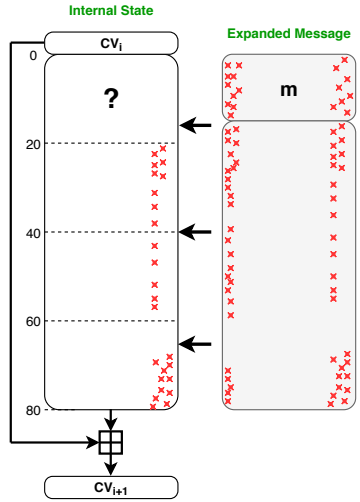 Internal State
Expanded Message
CVi
0
?
m
20
40
60
80
CVi+1